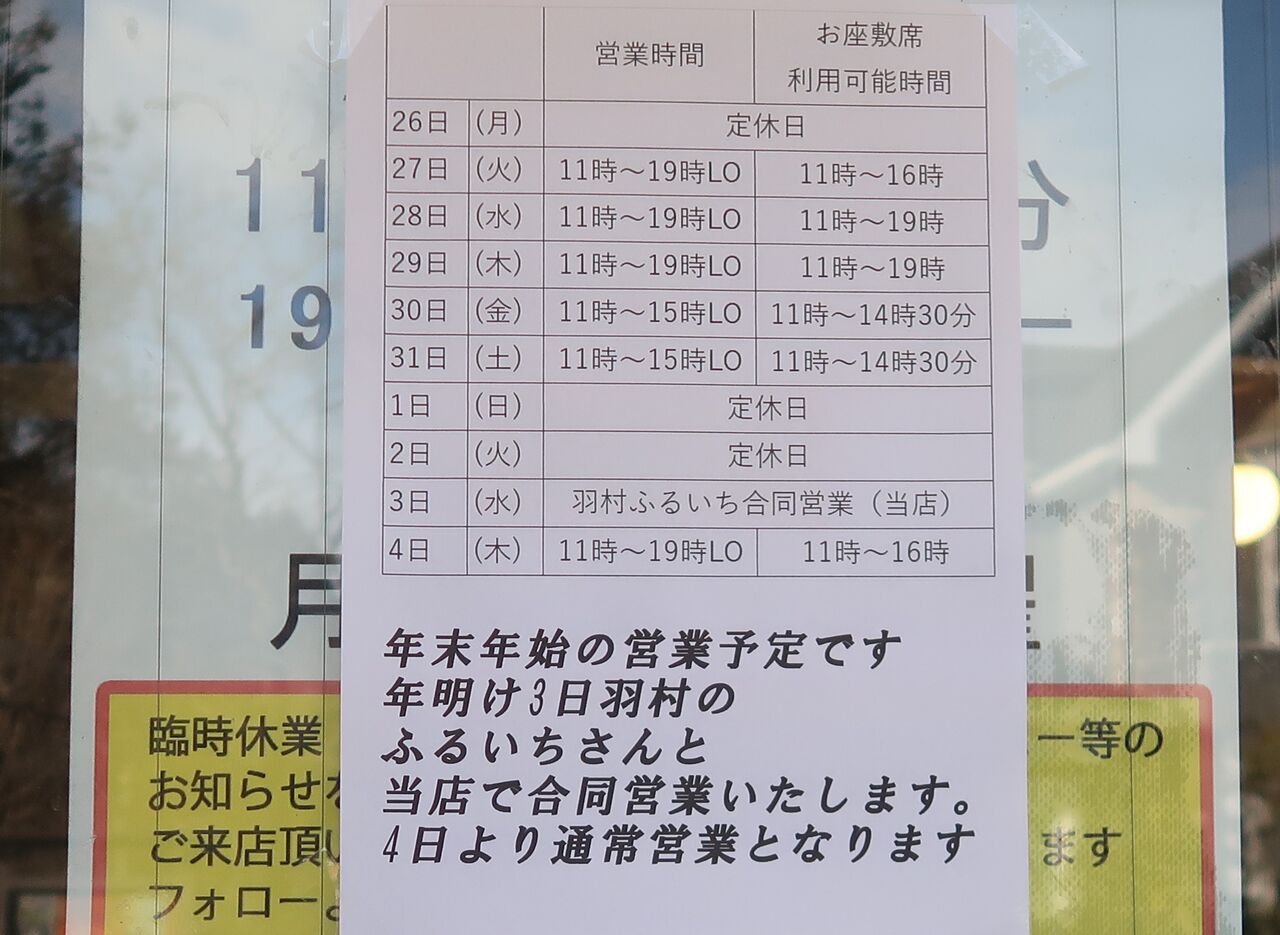 営業時間 お座敷席
利用可能時間
26日 (月) 定休日
27日 (火) 11時～19時LO 11時～16時
28日 (水) 11時～19時LO 11時～19時
29日 (木) 11時～19時LO 11時～19時
30日 (金) 11時～15時LO 11時～14時30分
31日 (土) 11時～15時LO 11時～14時30分
1日 (日) 定休日
2日 (火) 定休日
3日 (水) 羽村ふるいち合同営業（当店）
4日 (木) 11時～19時LO 11時～16時
年末年始の営業予定です
年明け3日羽村の
ふるいちさんと
当店で合同営業いたします。
4日より通常営業となります
11 分
19 ー
月
臨時休業 ー等の
お知らせ
ご来店頂い ます
フォロー